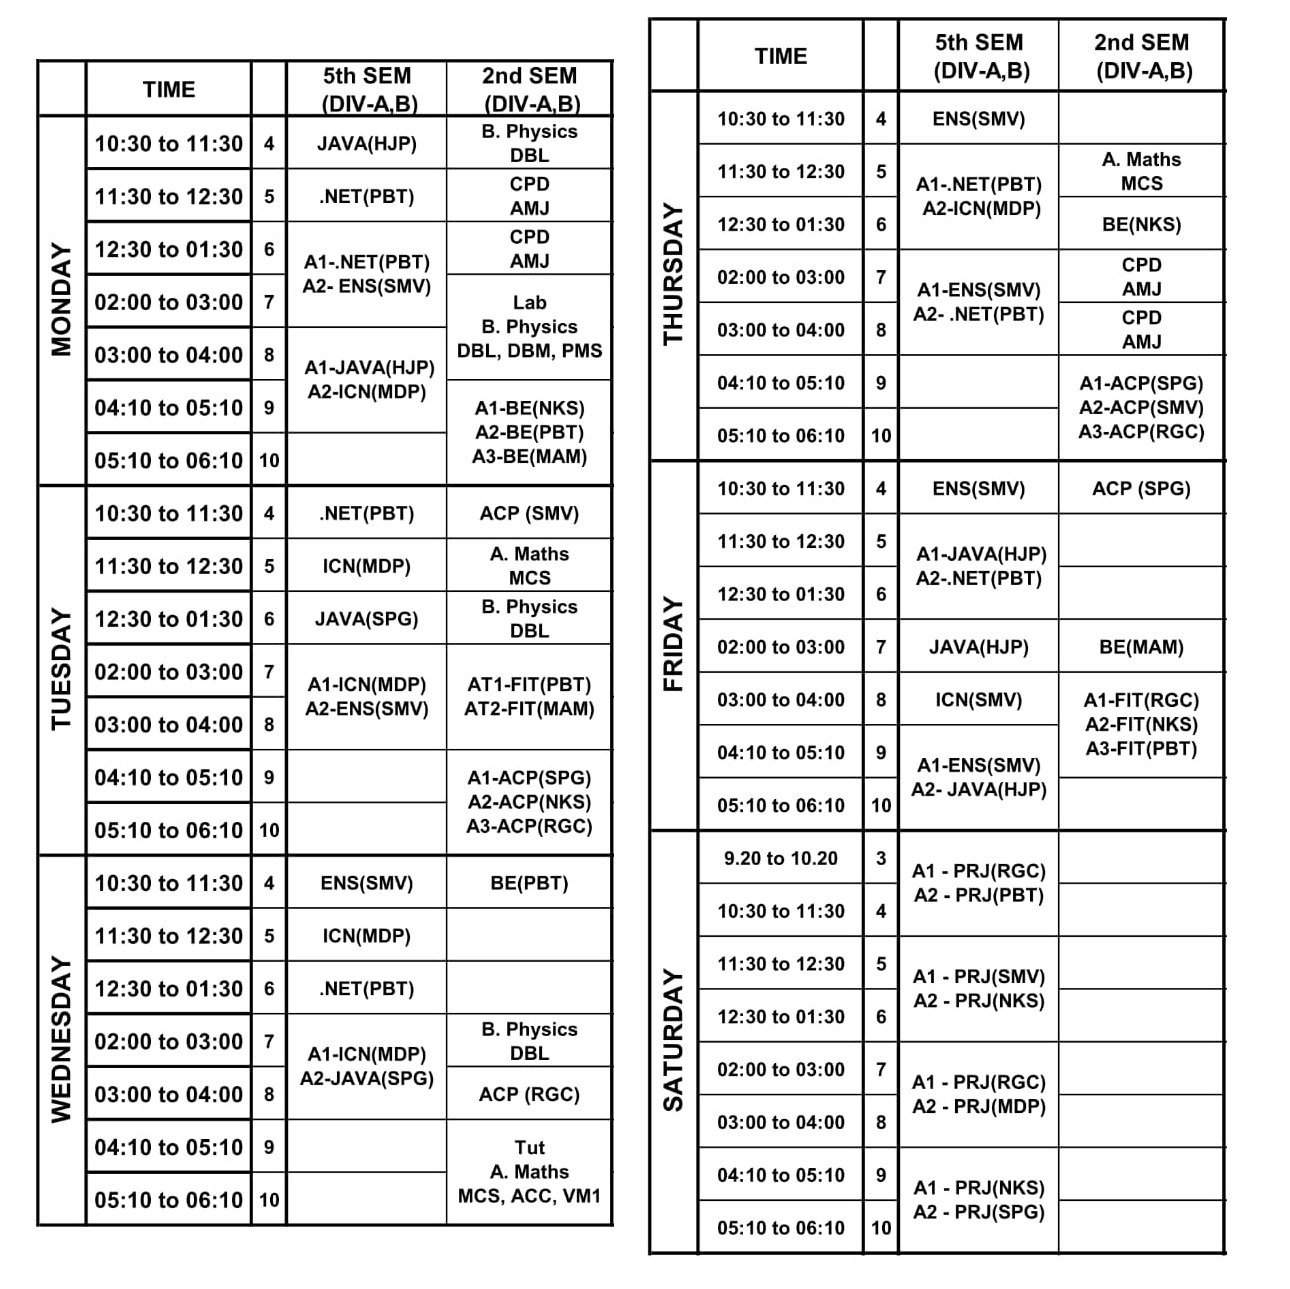 TIME
5th SEM
(DIV-A,B)
2nd SEM
(DIV-A,B)
MONDAY
10:30 to 11:30
4
JAVA(HJP)
B. Physics
DBL
11:30 to 12:30
5
.NET(PBT)
CPD
AMJ
12:30 to 01:30
6
A1-.NET(PBT)
A2- ENS(SMV)
CPD
AMJ
02:00 to 03:00
7
Lab
B. Physics
DBL, DBM, PMS
03:00 to 04:00
8
A1-JAVA(HJP)
A2-ICN(MDP)
04:10 to 05:10
9
A1-BE(NKS)
A2-BE(PBT)
A3-BE(MAM)
05:10 to 06:10
10
TUESDAY
10:30 to 11:30
4
.NET(PBT)
ACP (SMV)
11:30 to 12:30
5
ICN(MDP)
A. Maths
MCS
12:30 to 01:30
6
JAVA(SPG)
B. Physics
DBL
02:00 to 03:00
7
A1-ICN(MDP)
A2-ENS(SMV)
AT1-FIT(PBT)
AT2-FIT(MAM)
03:00 to 04:00
8
04:10 to 05:10
9
A1-ACP(SPG)
A2-ACP(NKS)
A3-ACP(RGC)
05:10 to 06:10
10
WEDNESDAY
10:30 to 11:30
4
ENS(SMV)
BE(PBT)
11:30 to 12:30
5
ICN(MDP)
12:30 to 01:30
6
.NET(PBT)
02:00 to 03:00
7
A1-ICN(MDP)
A2-JAVA(SPG)
B. Physics
DBL
03:00 to 04:00
8
ACP (RGC)
04:10 to 05:10
9
Tut
A. Maths
MCS, ACC, VM1
05:10 to 06:10
10
TIME
5th SEM
(DIV-A,B)
2nd SEM
(DIV-A,B)
THURSDAY
10:30 to 11:30
4
ENS(SMV)
11:30 to 12:30
5
A1-.NET(PBT)
A2-ICN(MDP)
A. Maths
MCS
12:30 to 01:30
6
BE(NKS)
02:00 to 03:00
7
A1-ENS(SMV)
A2- .NET(PBT)
CPD
AMJ
03:00 to 04:00
8
CPD
AMJ
04:10 to 05:10
9
A1-ACP(SPG)
A2-ACP(SMV)
A3-ACP(RGC)
05:10 to 06:10
10
FRIDAY
10:30 to 11:30
4
ENS(SMV)
ACP (SPG)
11:30 to 12:30
5
A1-JAVA(HJP)
A2-.NET(PBT)
12:30 to 01:30
6
02:00 to 03:00
7
JAVA(HJP)
BE(MAM)
03:00 to 04:00
8
ICN(SMV)
A1-FIT(RGC)
A2-FIT(NKS)
A3-FIT(PBT)
04:10 to 05:10
9
A1-ENS(SMV)
A2- JAVA(HJP)
05:10 to 06:10
10
SATURDAY
9.20 to 10.20
3
A1 - PRJ(RGC)
A2 - PRJ(PBT)
10:30 to 11:30
4
11:30 to 12:30
5
A1 - PRJ(SMV)
A2 - PRJ(NKS)
12:30 to 01:30
6
02:00 to 03:00
7
A1 - PRJ(RGC)
A2 - PRJ(MDP)
03:00 to 04:00
8
04:10 to 05:10
9
A1 - PRJ(NKS)
A2 - PRJ(SPG)
05:10 to 06:10
10